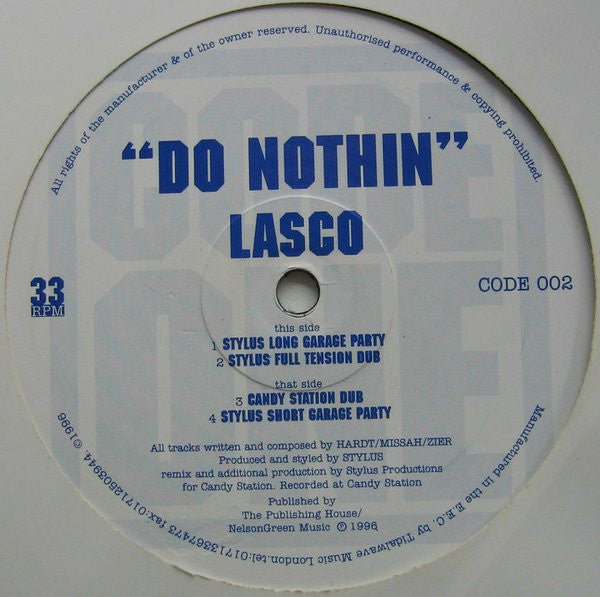 All rights of the manufacturer & of the owner reserved. Unauthorised performance & copying prohibited.
CODE
ONE
"DO NOTHIN"
LASCO
33
RPM
CODE 002
this side
1 STYLUS LONG GARAGE PARTY
2 STYLUS FULL TENSION DUB
that side
3 CANDY STATION DUB
4 STYLUS SHORT GARAGE PARTY
All tracks written and composed by HARDT/MISSAH/ZIER
Produced and styled by STYLUS
remix and additional production by Stylus Productions
for Candy Station. Recorded at Candy Station
Published by
The Publishing House/
NelsonGreen Music ℗ 1996
Manufactured in the E.E.C. by Tidalwave Music London.tel:01713367473 fax:01712503944 ©1996